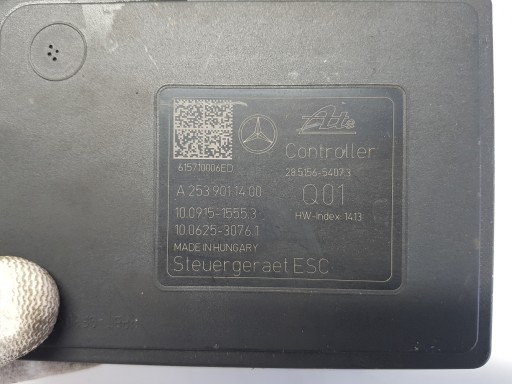 Ate
615710006ED
Controller
28.5156-5407.3
A 253 901 14 00
Q01
10.0915-1555.3
HW-Index: 1413
10.0625-3076.1
MADE IN HUNGARY
Steuergeraet ESC